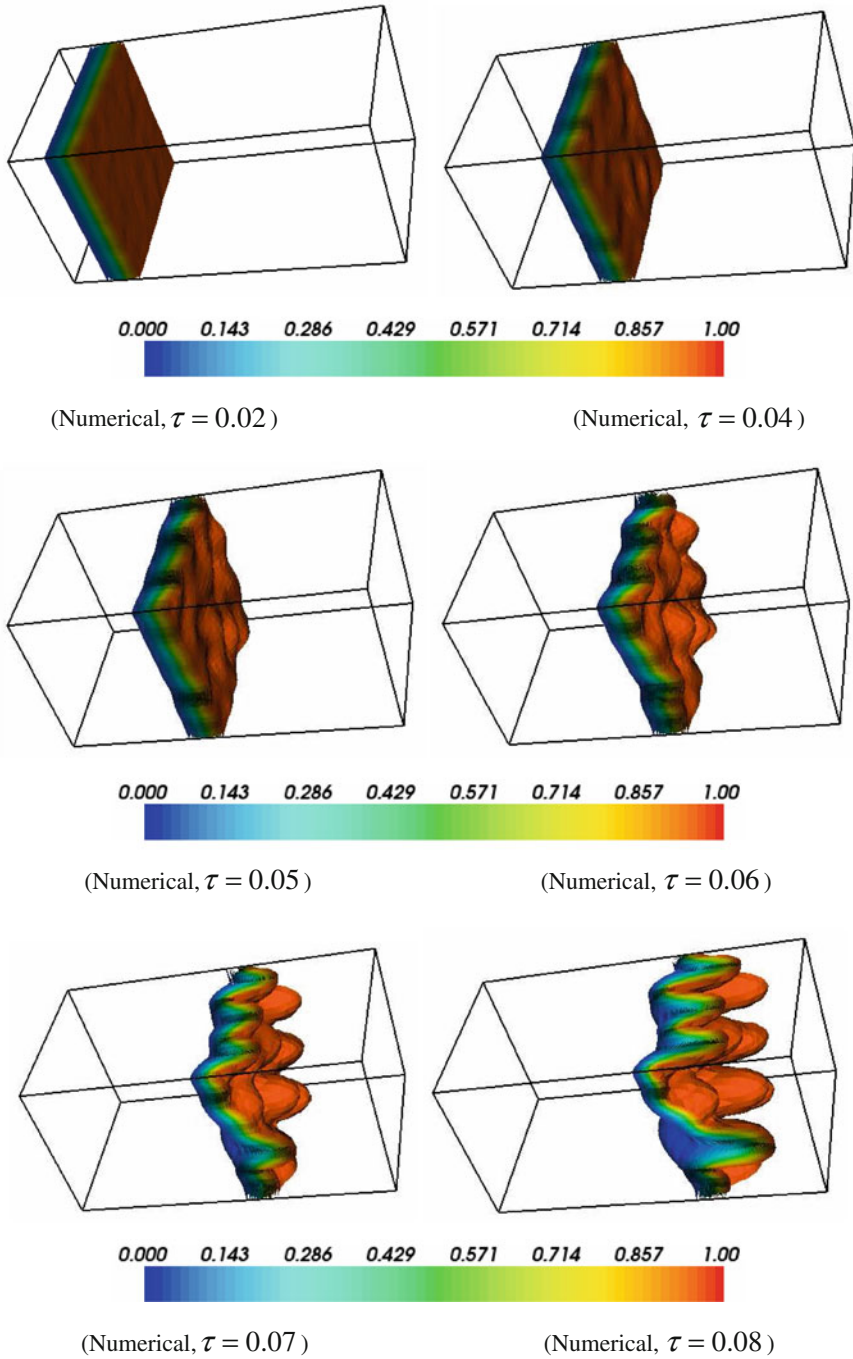 0.000 0.143 0.286 0.429 0.571 0.714 0.857 1.00
(Numerical, τ = 0.02 ) (Numerical, τ = 0.04 )
0.000 0.143 0.286 0.429 0.571 0.714 0.857 1.00
(Numerical, τ = 0.05 ) (Numerical, τ = 0.06 )
0.000 0.143 0.286 0.429 0.571 0.714 0.857 1.00
(Numerical, τ = 0.07 ) (Numerical, τ = 0.08 )